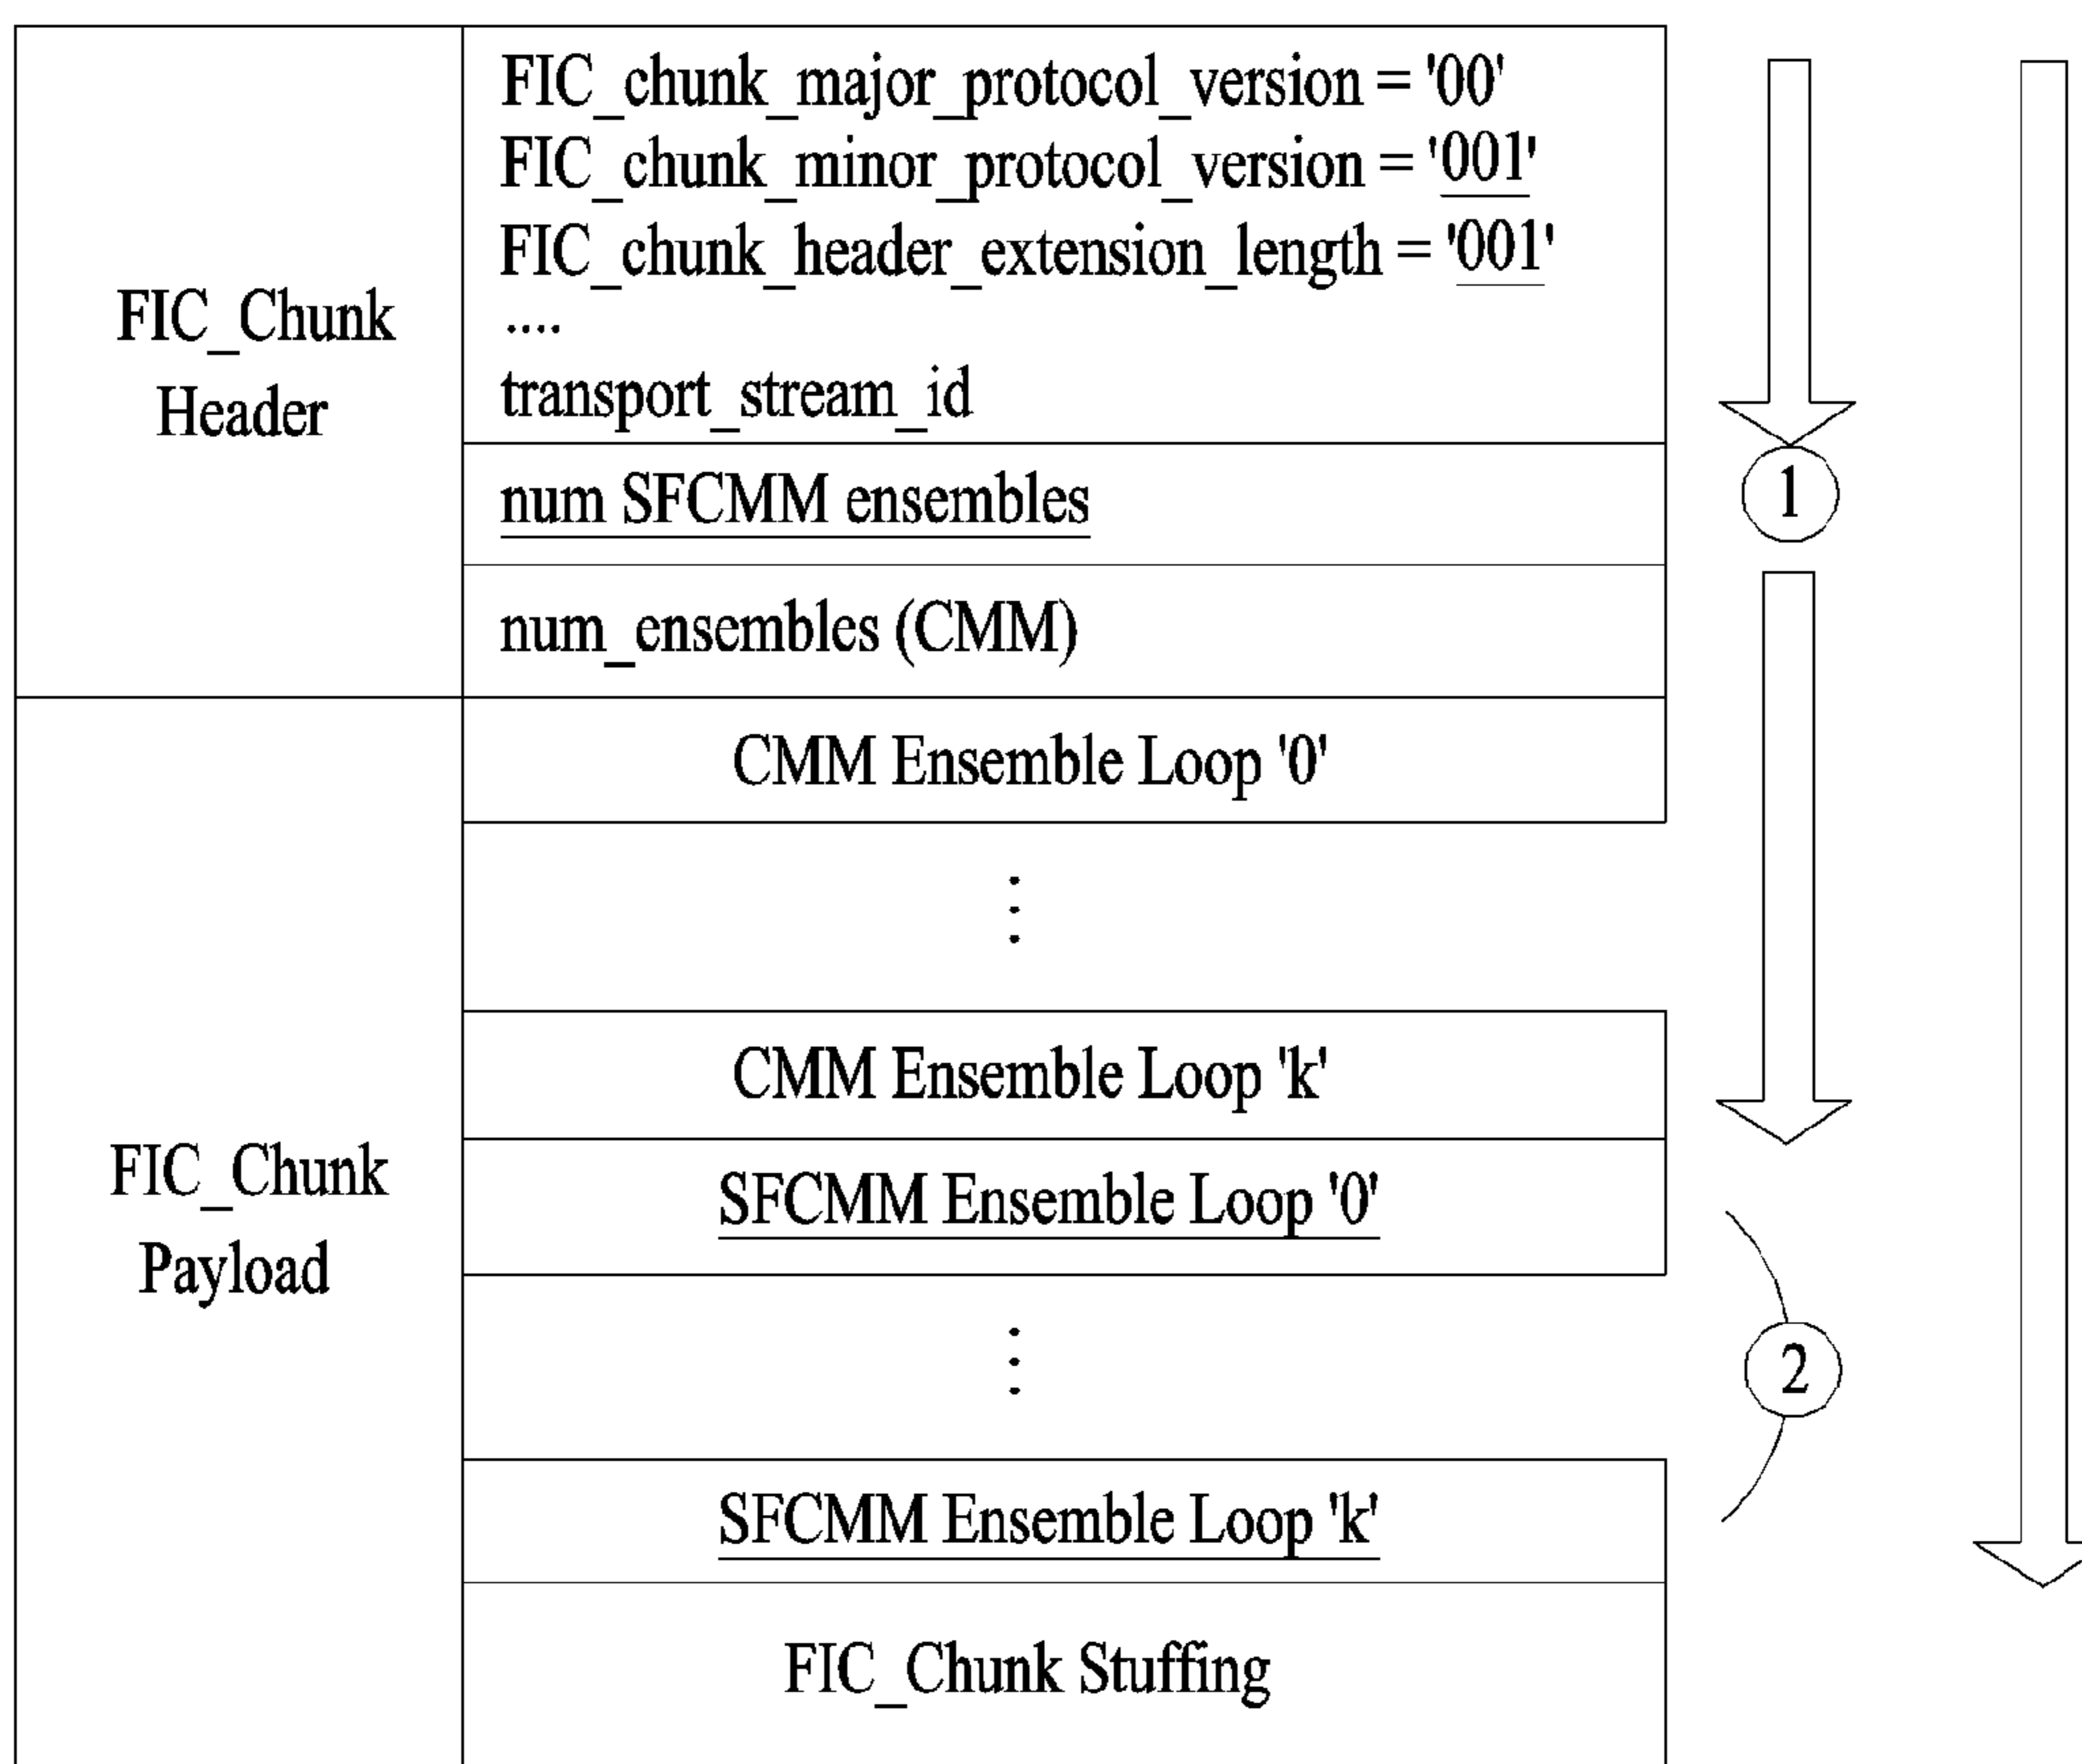 FIC_Chunk
Header
FIC_chunk_major_protocol_version = '00'
FIC_chunk_minor_protocol_version = '001'
FIC_chunk_header_extension_length = '001'
....
transport_stream_id
num SFCMM ensembles
num_ensembles (CMM)
1
FIC_Chunk
Payload
CMM Ensemble Loop '0'
CMM Ensemble Loop 'k'
SFCMM Ensemble Loop '0'
2
SFCMM Ensemble Loop 'k'
FIC_Chunk Stuffing